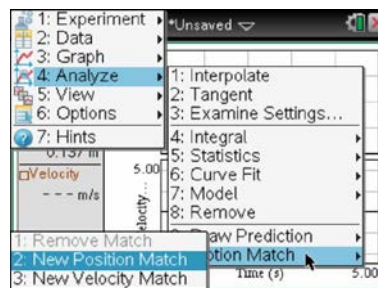 1: Experiment
2: Data
3: Graph
4: Analyze
5: View
6: Options
7: Hints
*Unsaved
1: Interpolate
2: Tangent
3: Examine Settings...
4: Integral
5: Statistics
6: Curve Fit
7: Model
8: Remove
Draw Prediction
Motion Match
1: Remove Match
2: New Position Match
3: New Velocity Match
0.137 m
Velocity
--- m/s
5.00
Time (s)
5.00